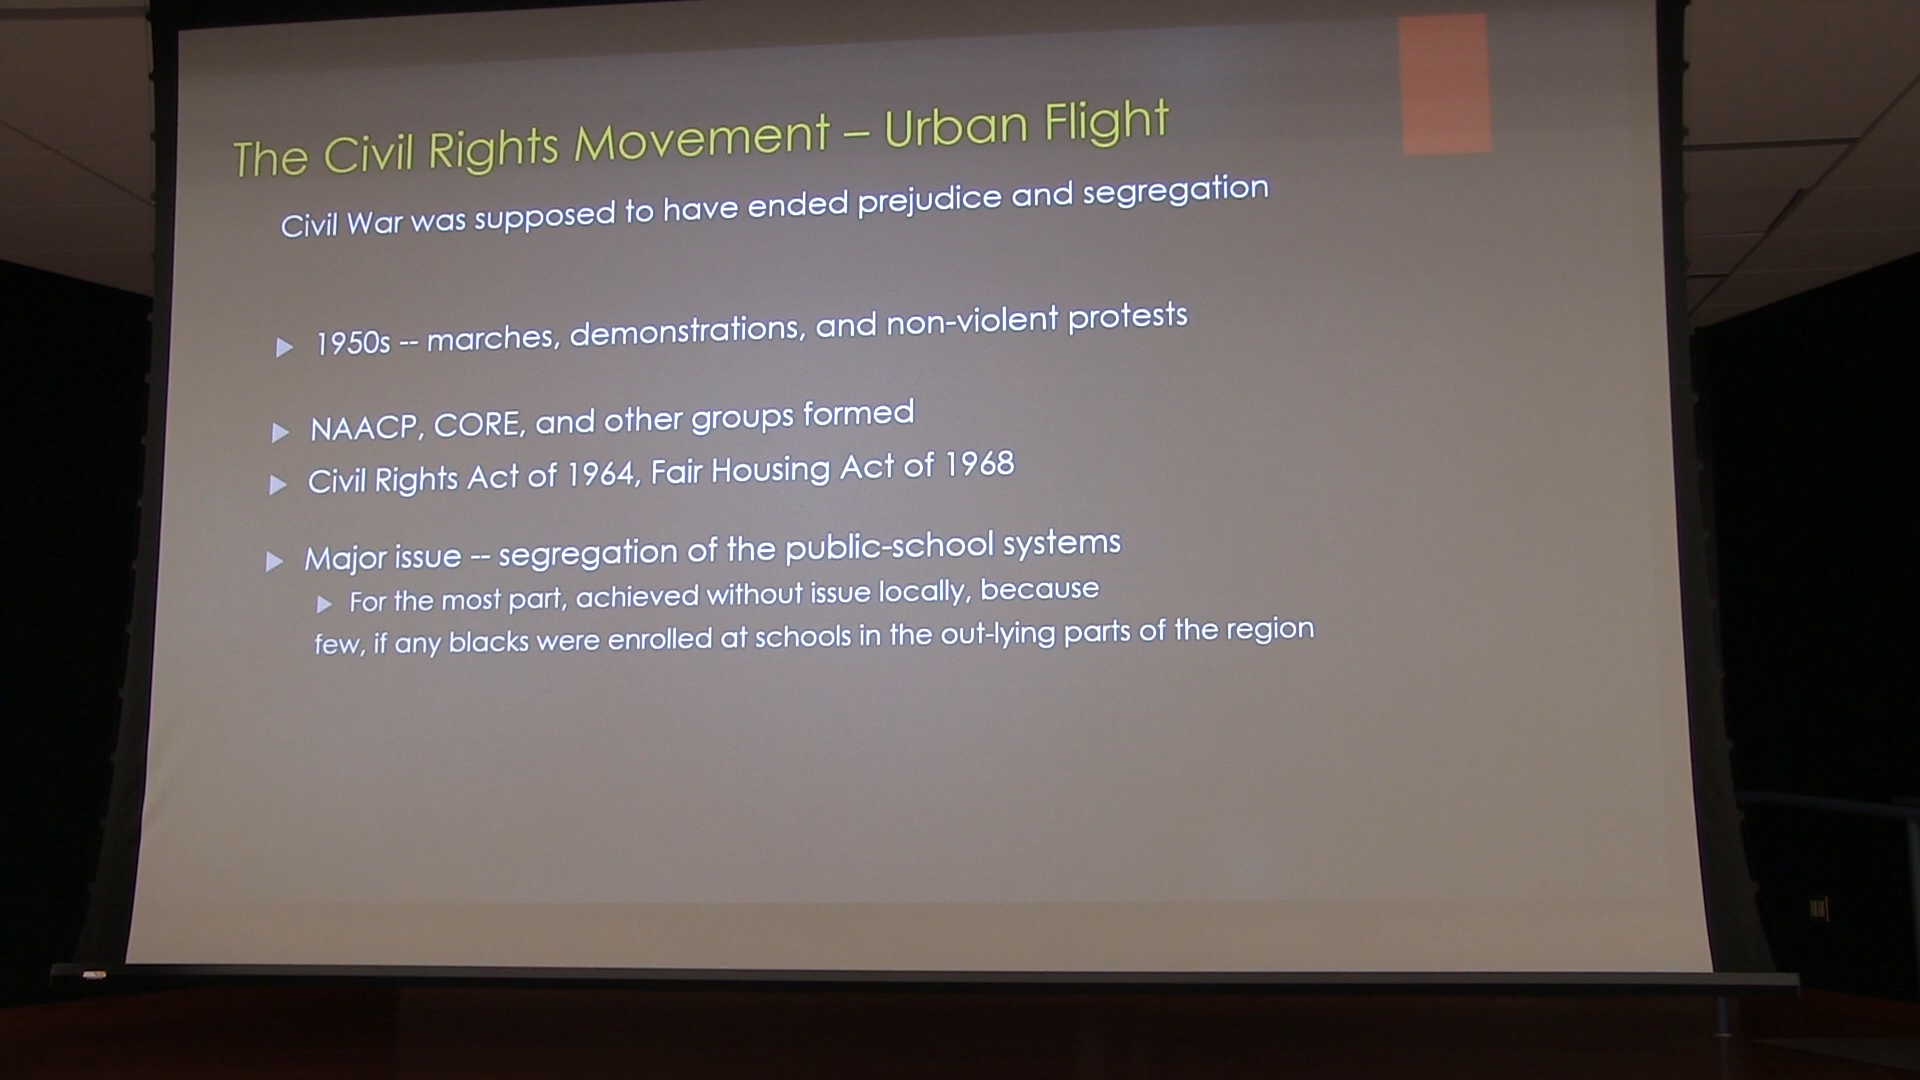 The Civil Rights Movement – Urban Flight
Civil War was supposed to have ended prejudice and segregation
1950s -- marches, demonstrations, and non-violent protests
NAACP, CORE, and other groups formed
Civil Rights Act of 1964, Fair Housing Act of 1968
Major issue -- segregation of the public-school systems
For the most part, achieved without issue locally, because
few, if any blacks were enrolled at schools in the out-lying parts of the region